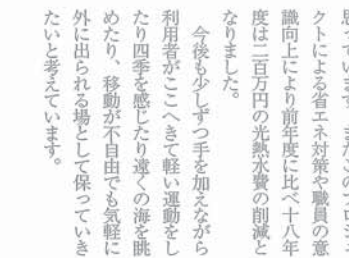 思っています。またこのプロジェ
クトによる省エネ対策や職員の意
識向上により前年度に比べ十八年
度は二百万円の光熱水費の削減と
なりました。
　今後も少しずつ手を加えながら
利用者がここへきて軽い運動をし
たり四季を感じたり遠くの海を眺
めたり、移動が不自由でも気軽に
外に出られる場として保っていき
たいと考えています。